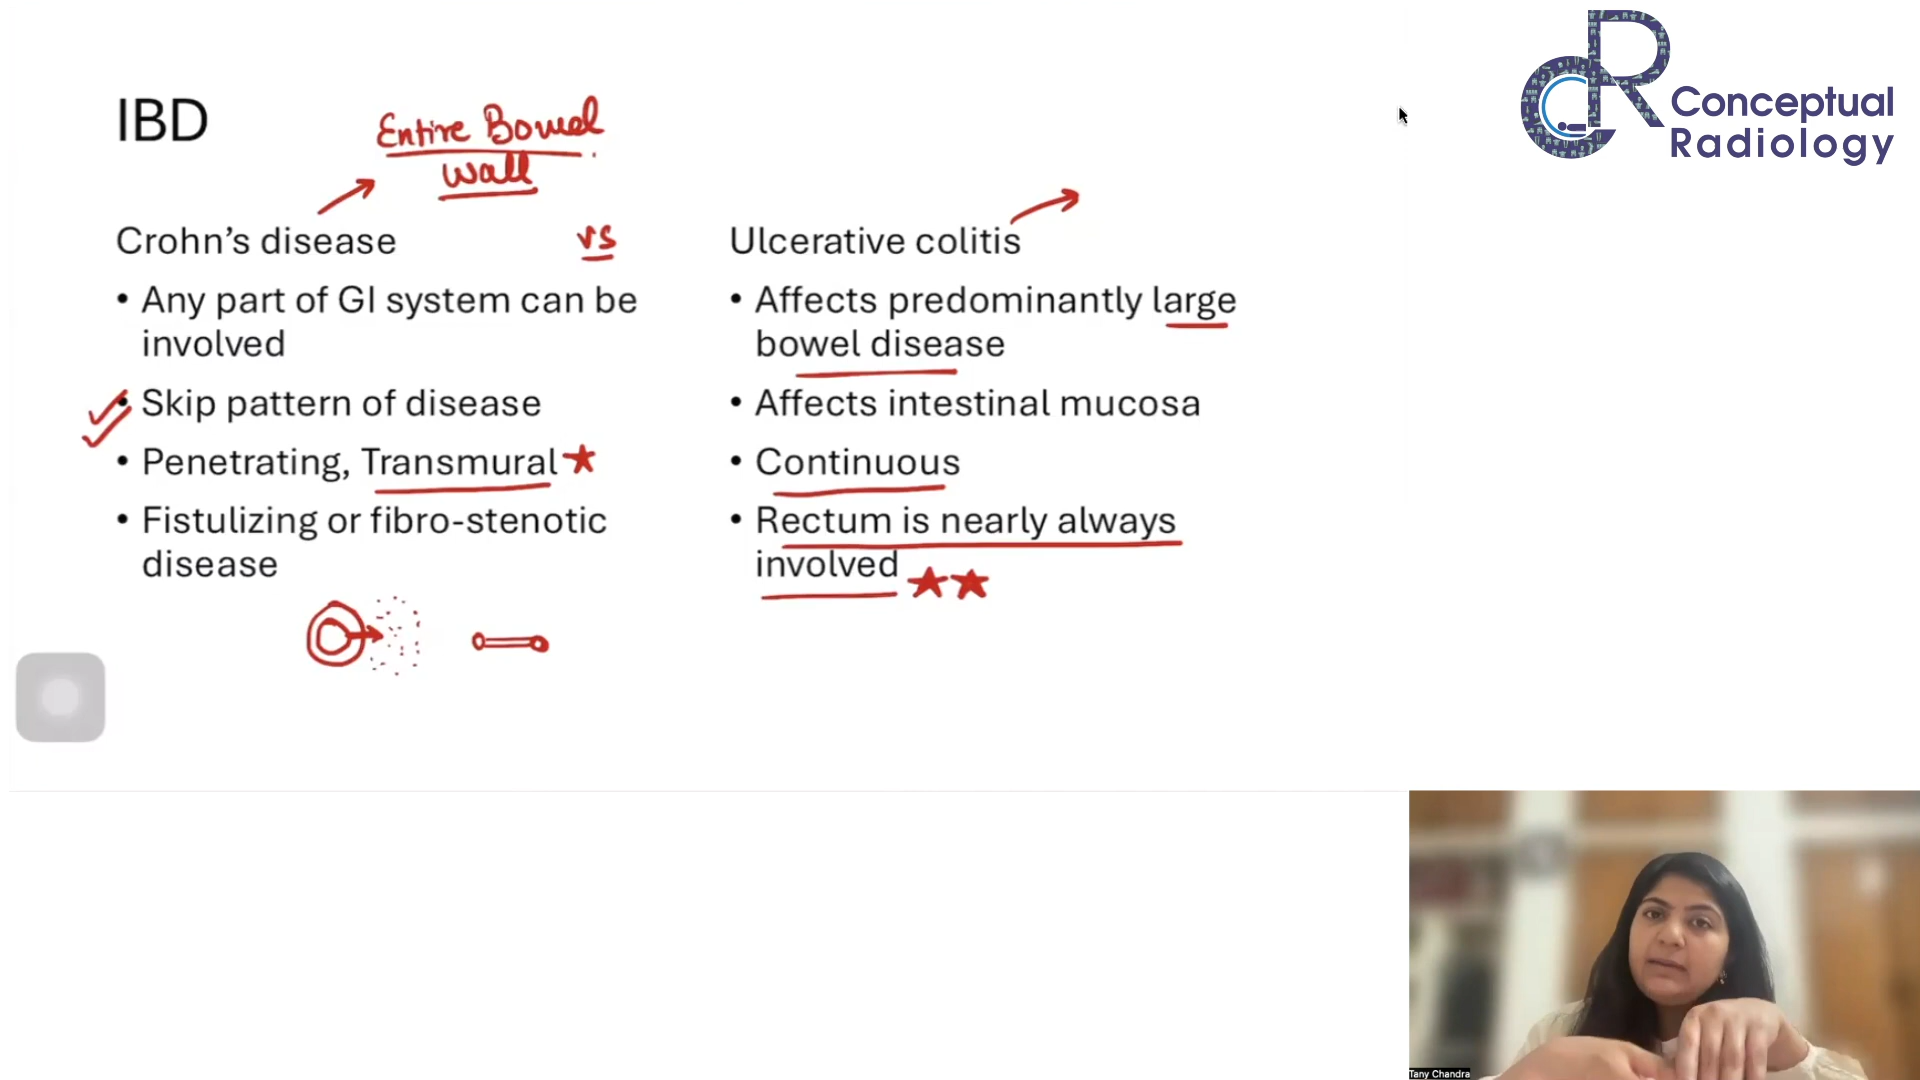 Conceptual
Radiology
IBD
Entire Bowel
Wall
Crohn’s disease
vs
Ulcerative colitis
• Any part of GI system can be
involved
• Skip pattern of disease
• Penetrating, Transmural
• Fistulizing or fibro-stenotic
disease
• Affects predominantly large
bowel disease
• Affects intestinal mucosa
• Continuous
• Rectum is nearly always
involved
Tany Chandra